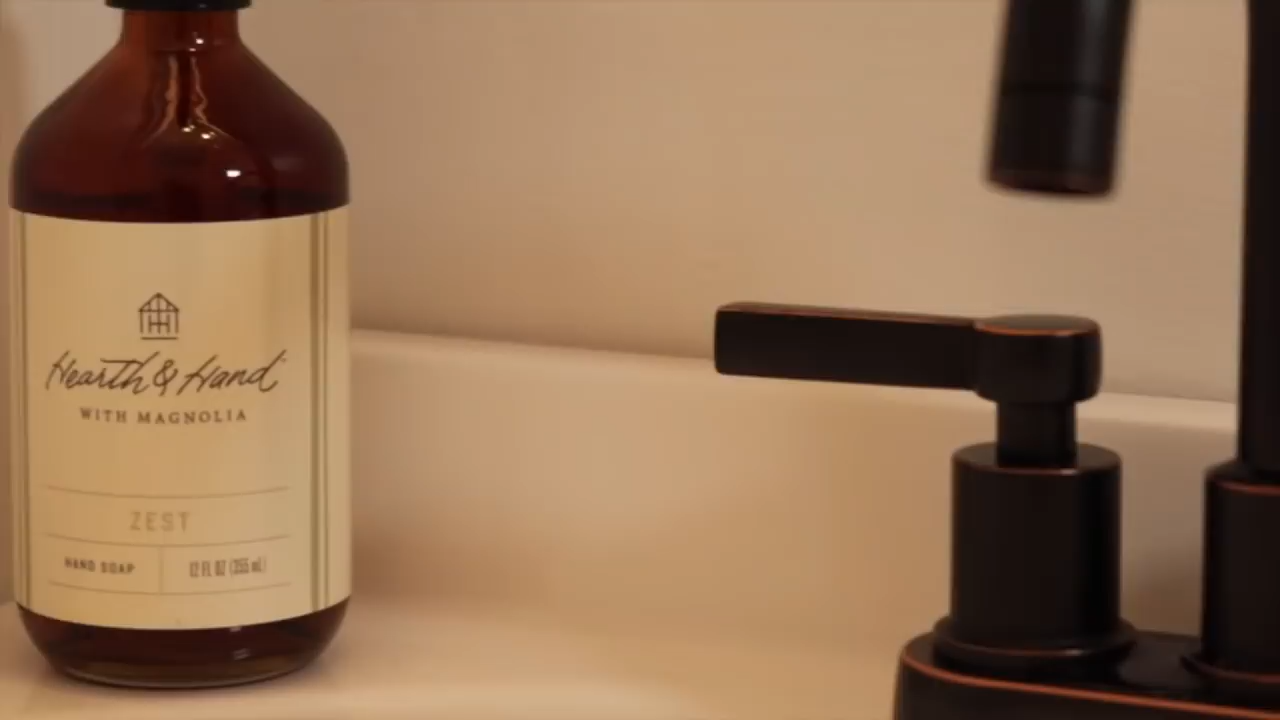 Hearth & Hand
WITH MAGNOLIA
ZEST
HAND SOAP
12 FL OZ (355 mL)